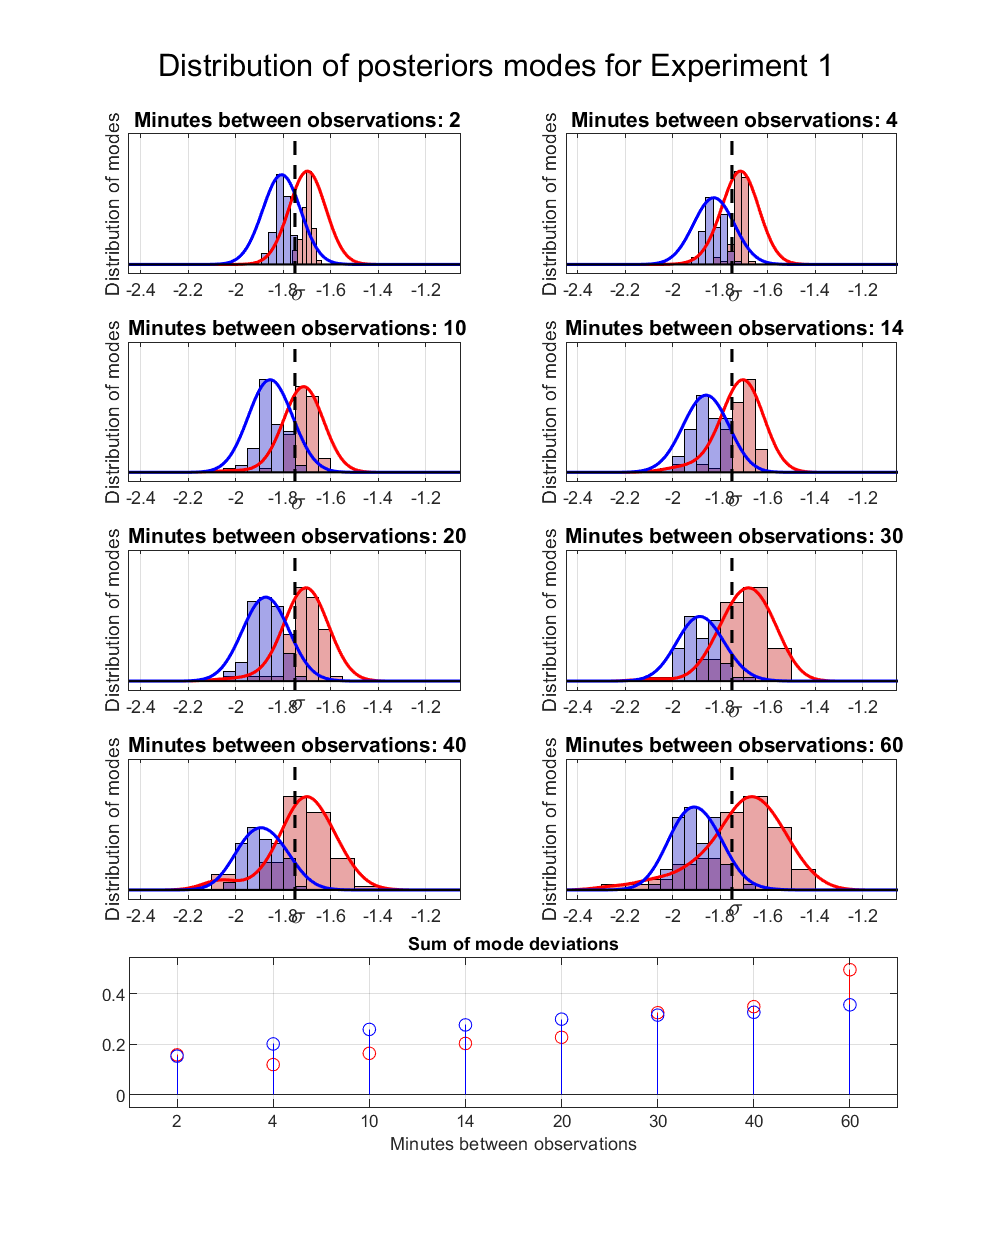 Distribution of posteriors modes for Experiment 1
Minutes between observations: 2
Distribution of modes
-2.4 -2.2 -2 -1.8 -1.6 -1.4 -1.2
σ
Minutes between observations: 4
Distribution of modes
-2.4 -2.2 -2 -1.8 -1.6 -1.4 -1.2
σ
Minutes between observations: 10
Distribution of modes
-2.4 -2.2 -2 -1.8 -1.6 -1.4 -1.2
σ
Minutes between observations: 14
Distribution of modes
-2.4 -2.2 -2 -1.8 -1.6 -1.4 -1.2
σ
Minutes between observations: 20
Distribution of modes
-2.4 -2.2 -2 -1.8 -1.6 -1.4 -1.2
σ
Minutes between observations: 30
Distribution of modes
-2.4 -2.2 -2 -1.8 -1.6 -1.4 -1.2
σ
Minutes between observations: 40
Distribution of modes
-2.4 -2.2 -2 -1.8 -1.6 -1.4 -1.2
σ
Minutes between observations: 60
Distribution of modes
-2.4 -2.2 -2 -1.8 -1.6 -1.4 -1.2
σ
Sum of mode deviations
0.4
0.2
0
2 4 10 14 20 30 40 60
Minutes between observations